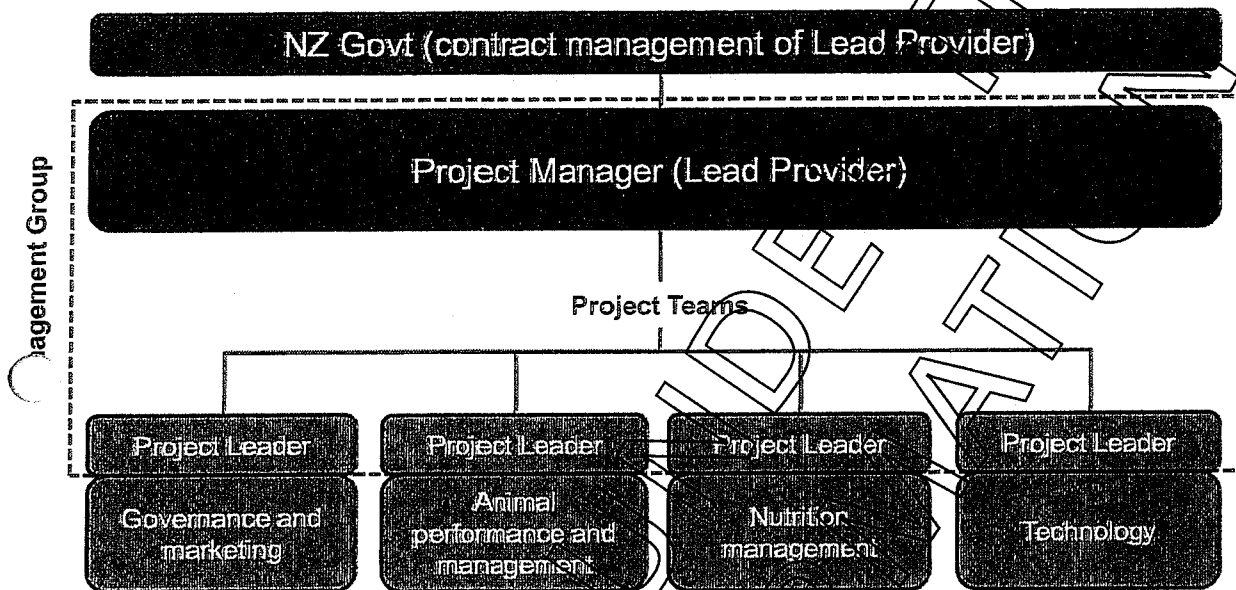 NZ Govt (contract management of Lead Provider)
Project Manager (Lead Provider)
agement Group
Project Teams
Project Leader
Project Leader
Project Leader
Project Leader
Governance and
marketing
Animal
performance and
management
Nutrition
management
Technology